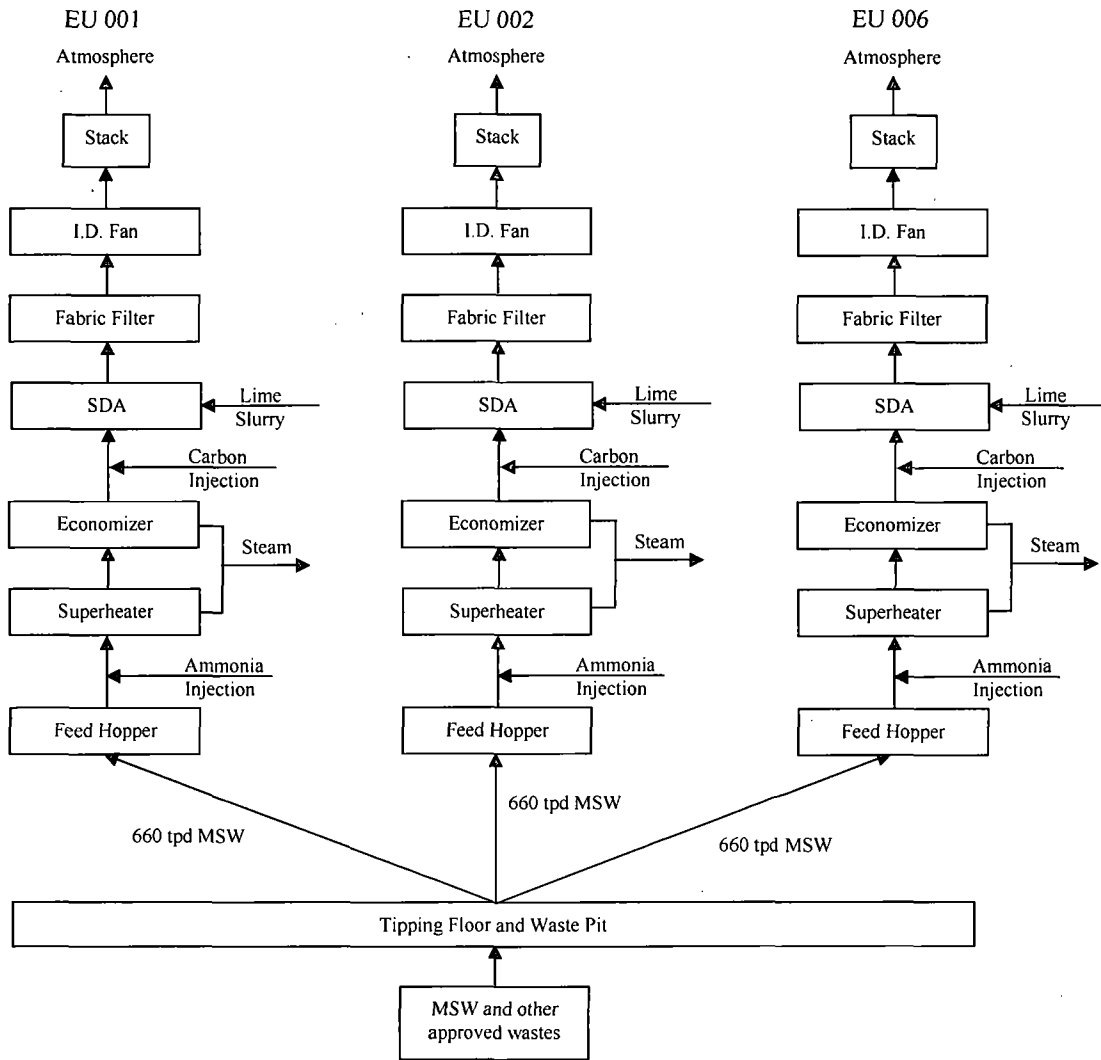 EU 001
EU 002
EU 006
Atmosphere
Atmosphere
Atmosphere
Stack
Stack
Stack
I.D. Fan
I.D. Fan
I.D. Fan
Fabric Filter
Fabric Filter
Fabric Filter
SDA
Lime
Slurry
SDA
Lime
Slurry
SDA
Lime
Slurry
Carbon
Injection
Carbon
Injection
Carbon
Injection
Economizer
Economizer
Economizer
Steam
Steam
Steam
Superheater
Superheater
Superheater
Ammonia
Injection
Ammonia
Injection
Ammonia
Injection
Feed Hopper
Feed Hopper
Feed Hopper
660 tpd MSW
660 tpd MSW
660 tpd MSW
Tipping Floor and Waste Pit
MSW and other
approved wastes